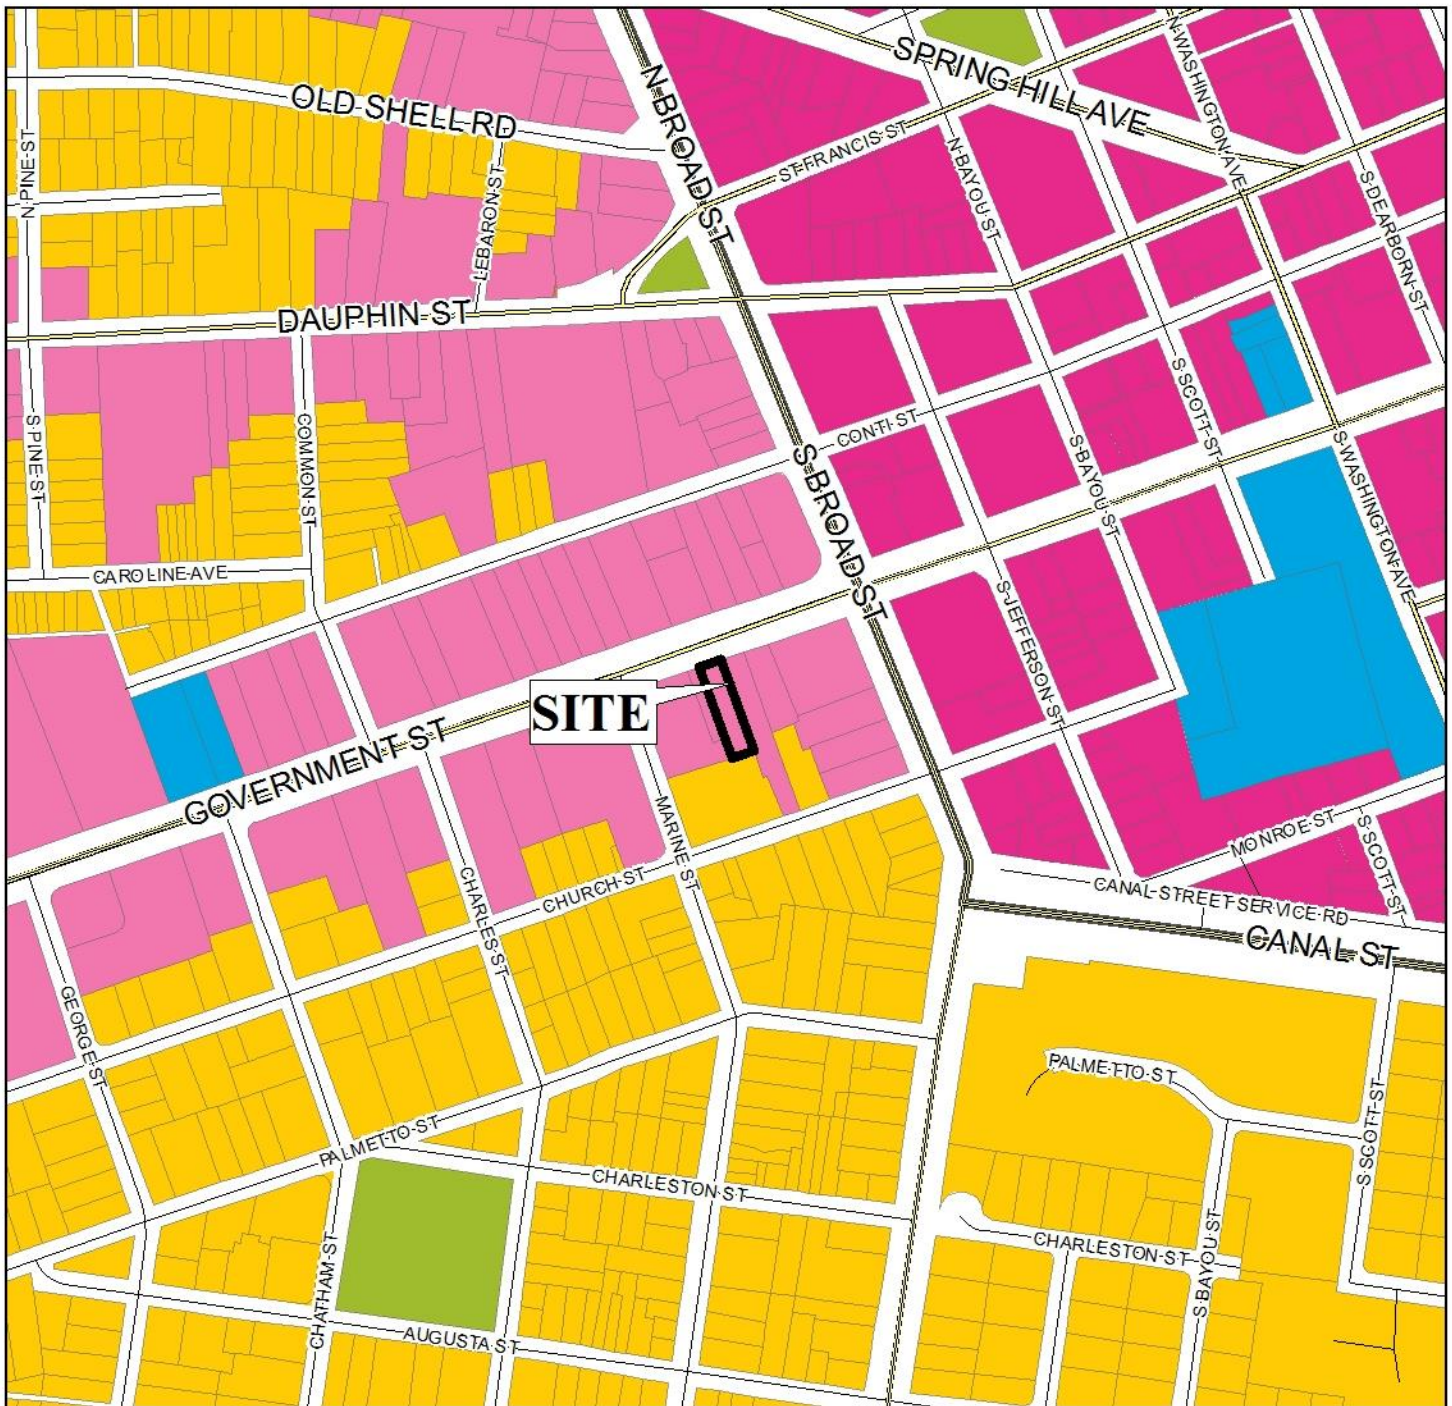 SPRING HILL AVE
N WASHINGTON AVE
OLD SHELL RD
N BROAD ST
ST FRANCIS ST
N BAYOU ST
N PINE ST
LEBARON ST
S DEARBORN ST
DAUPHIN ST
S PINE ST
COMMON ST
CONTI ST
S SCOTT ST
S BROAD ST
S BAYOU ST
S WASHINGTON AVE
CAROLINE AVE
S JEFFERSON ST
SITE
GOVERNMENT ST
MARINE ST
MONROE ST
S SCOTT ST
CHARLES ST
CHURCH ST
CANAL STREET SERVICE RD
CANAL ST
GEORGE ST
PALMETTO ST
S SCOTT ST
PALMETTO ST
CHARLESTON ST
CHATHAM ST
CHARLESTON ST
S BAYOU ST
AUGUSTA ST